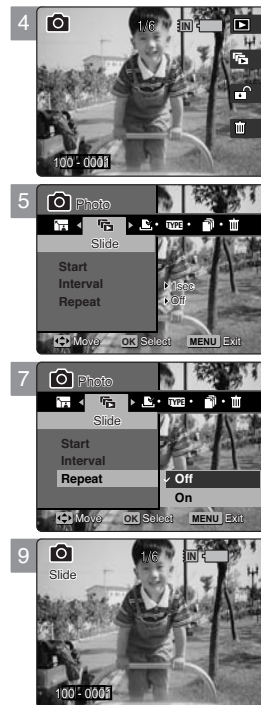 4
1/6 IN
100 - 0001
5
Photo
TYPE
Slide
Start
Interval 1sec
Repeat Off
Move OK Select MENU Exit
7
Photo
TYPE
Slide
Start
Interval
Repeat Off
On
Move OK Select MENU Exit
9
1/6 IN
Slide
100 - 0001